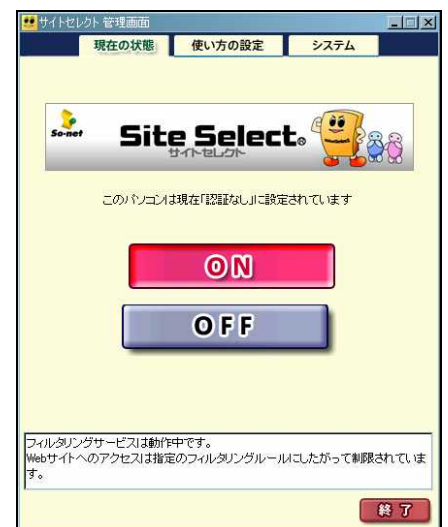 サイトセレクト 管理画面
現在の状態 使い方の設定 システム
So-net
Site Select®
サイトセレクト
このパソコンは現在「認証なし」に設定されています
ON
OFF
フィルタリングサービスは動作中です。
Webサイトへのアクセスは指定のフィルタリングルールにしたがって制限されていま
す。
終了